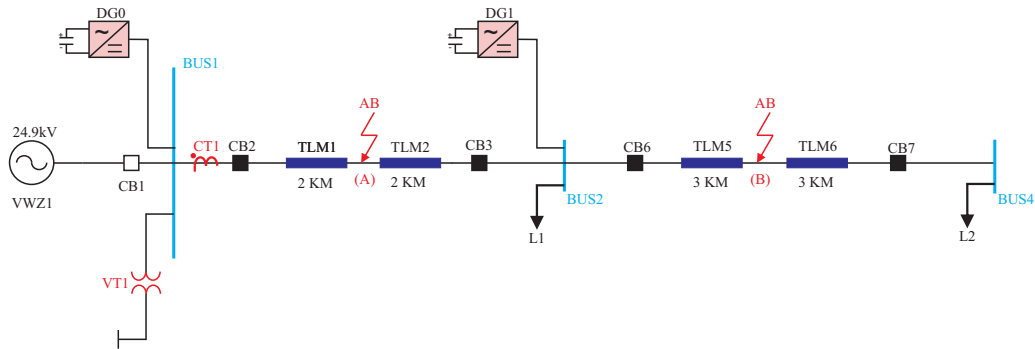 DG0
DG1
BUS1
24.9kV
VWZ1
CB1
CT1
CB2
TLM1
2 KM
AB
(A)
TLM2
2 KM
CB3
BUS2
L1
CB6
TLM5
3 KM
AB
(B)
TLM6
3 KM
CB7
BUS4
L2
VT1